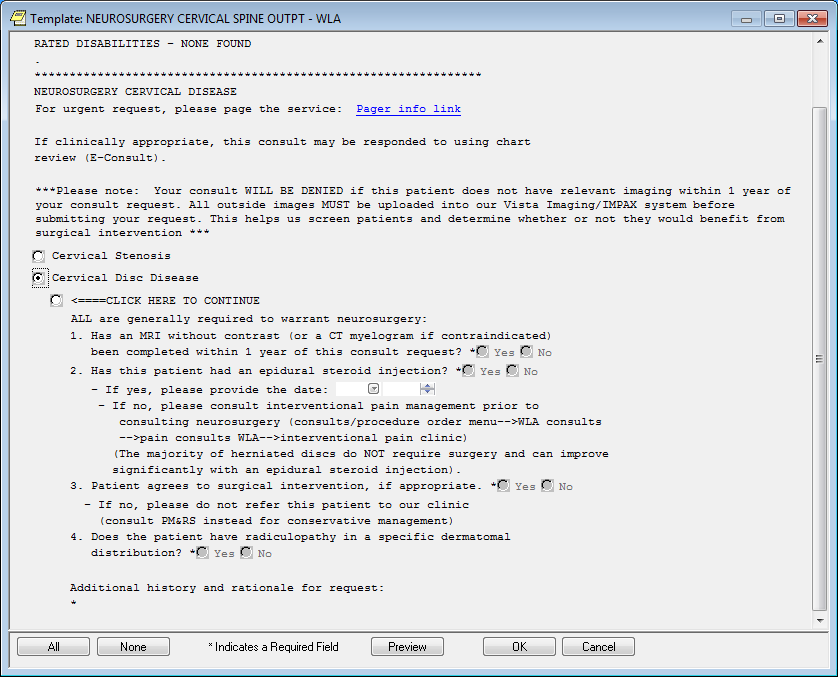 Template: NEUROSURGERY CERVICAL SPINE OUTPT - WLA
RATED DISABILITIES - NONE FOUND
.
****************************************************************
NEUROSURGERY CERVICAL DISEASE
For urgent request, please page the service: Pager info link
If clinically appropriate, this consult may be responded to using chart
review (E-Consult).
***Please note: Your consult WILL BE DENIED if this patient does not have relevant imaging within 1 year of
your consult request. All outside images MUST be uploaded into our Vista Imaging/IMPAX system before
submitting your request. This helps us screen patients and determine whether or not they would benefit from
surgical intervention ***
Cervical Stenosis
Cervical Disc Disease
<====CLICK HERE TO CONTINUE
ALL are generally required to warrant neurosurgery:
1. Has an MRI without contrast (or a CT myelogram if contraindicated)
been completed within 1 year of this consult request? * Yes No
2. Has this patient had an epidural steroid injection? * Yes No
- If yes, please provide the date:
- If no, please consult interventional pain management prior to
consulting neurosurgery (consults/procedure order menu-->WLA consults
-->pain consults WLA-->interventional pain clinic)
(The majority of herniated discs do NOT require surgery and can improve
significantly with an epidural steroid injection).
3. Patient agrees to surgical intervention, if appropriate. * Yes No
- If no, please do not refer this patient to our clinic
(consult PM&RS instead for conservative management)
4. Does the patient have radiculopathy in a specific dermatomal
distribution? * Yes No
Additional history and rationale for request:
*
All None * Indicates a Required Field Preview OK Cancel